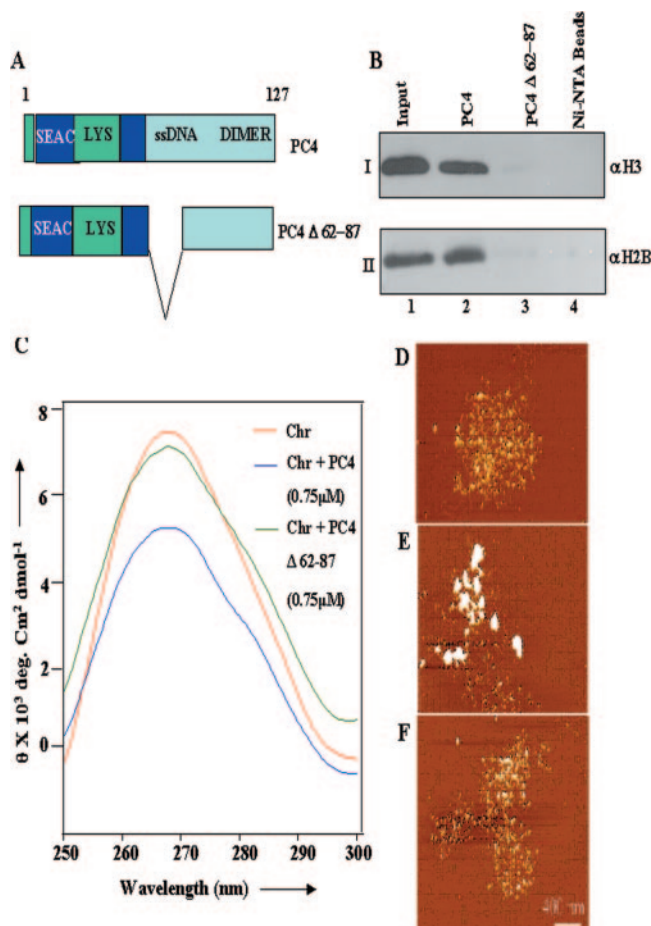 A
1 127
SEAC LYS ssDNA DIMER PC4
SEAC LYS PC4 Δ 62–87
B
Input PC4 PC4 Δ 62–87 Ni-NTA Beads
I αH3
II αH2B
1 2 3 4
C
8
6
4
2
0
θ X 10³ deg. Cm² dmol⁻¹
Chr
Chr + PC4
(0.75µM)
Chr + PC4
Δ 62-87
(0.75µM)
250 260 270 280 290 300
Wavelength (nm)
D
E
F
400 nm